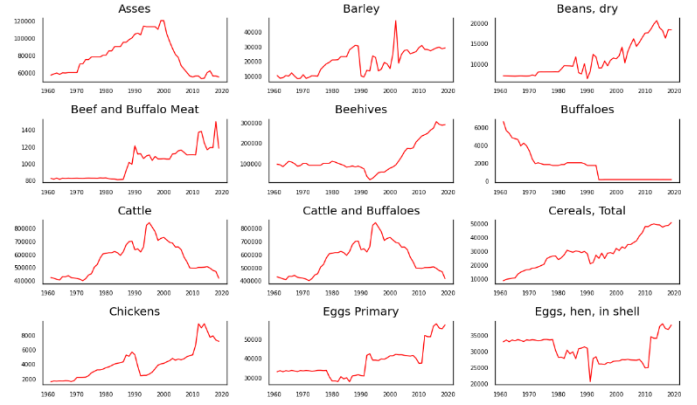 Asses
120000
100000
80000
60000
1960 1970 1980 1990 2000 2010 2020
Barley
40000
30000
20000
10000
1960 1970 1980 1990 2000 2010 2020
Beans, dry
20000
15000
10000
1960 1970 1980 1990 2000 2010 2020
Beef and Buffalo Meat
1400
1200
1000
800
1960 1970 1980 1990 2000 2010 2020
Beehives
300000
200000
100000
1960 1970 1980 1990 2000 2010 2020
Buffaloes
6000
4000
2000
0
1960 1970 1980 1990 2000 2010 2020
Cattle
800000
700000
600000
500000
400000
1960 1970 1980 1990 2000 2010 2020
Cattle and Buffaloes
800000
700000
600000
500000
400000
1960 1970 1980 1990 2000 2010 2020
Cereals, Total
50000
40000
30000
20000
10000
1960 1970 1980 1990 2000 2010 2020
Chickens
8000
6000
4000
2000
1960 1970 1980 1990 2000 2010 2020
Eggs Primary
50000
40000
30000
1960 1970 1980 1990 2000 2010 2020
Eggs, hen, in shell
35000
30000
25000
1960 1970 1980 1990 2000 2010 2020